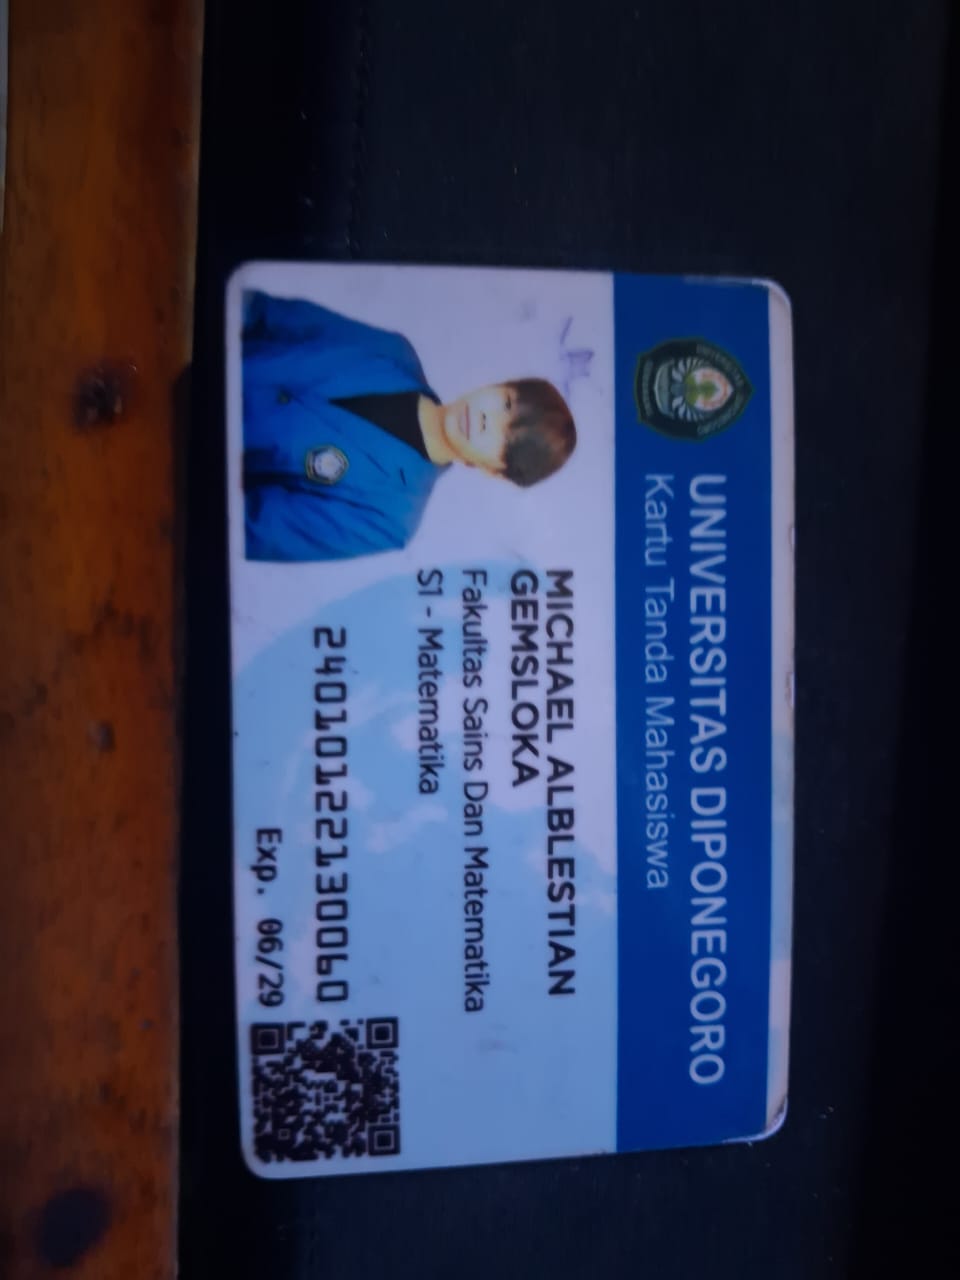 UNIVERSITAS DIPONEGORO
Kartu Tanda Mahasiswa
MICHAEL ALBLESTIAN
GEMSLOKA
Fakultas Sains Dan Matematika
S1 - Matematika
24010122130060
Exp. 06/29